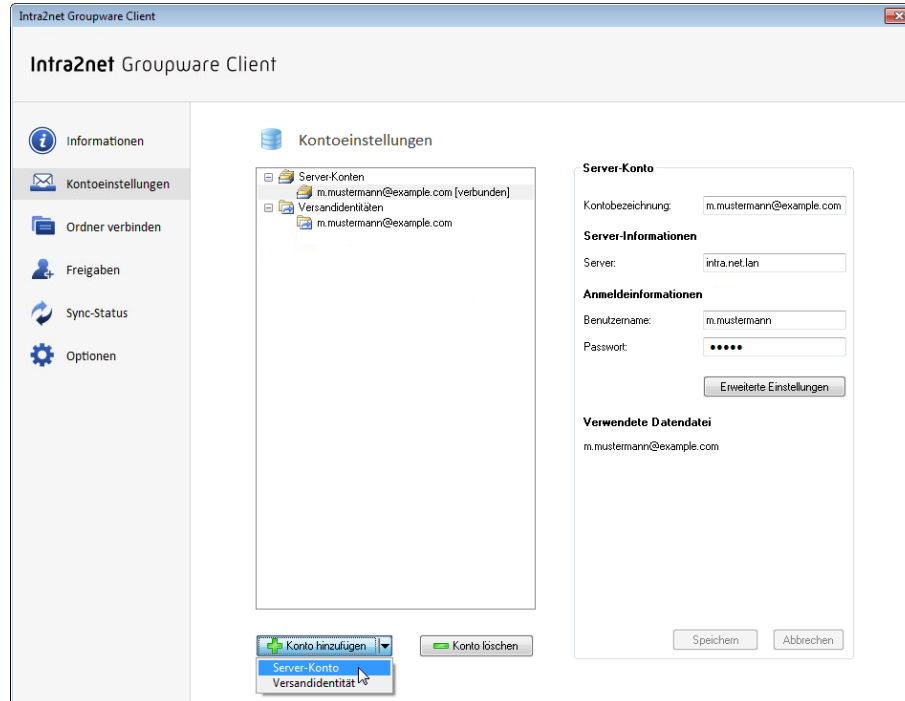 Intra2net Groupware Client
Intra2net Groupware Client
Informationen
Kontoeinstellungen
Ordner verbinden
Freigaben
Sync-Status
Optionen
Kontoeinstellungen
Server-Konten
m.mustermann@example.com [verbunden]
Versandidentitäten
m.mustermann@example.com
Konto hinzufügen
Konto löschen
Server-Konto
Versandidentität
Server-Konto
Kontobezeichnung: m.mustermann@example.com
Server-Informationen
Server: intra.net.lan
Anmeldeinformationen
Benutzername: m.mustermann
Passwort: •••••
Erweiterte Einstellungen
Verwendete Datendatei
m.mustermann@example.com
Speichern Abbrechen